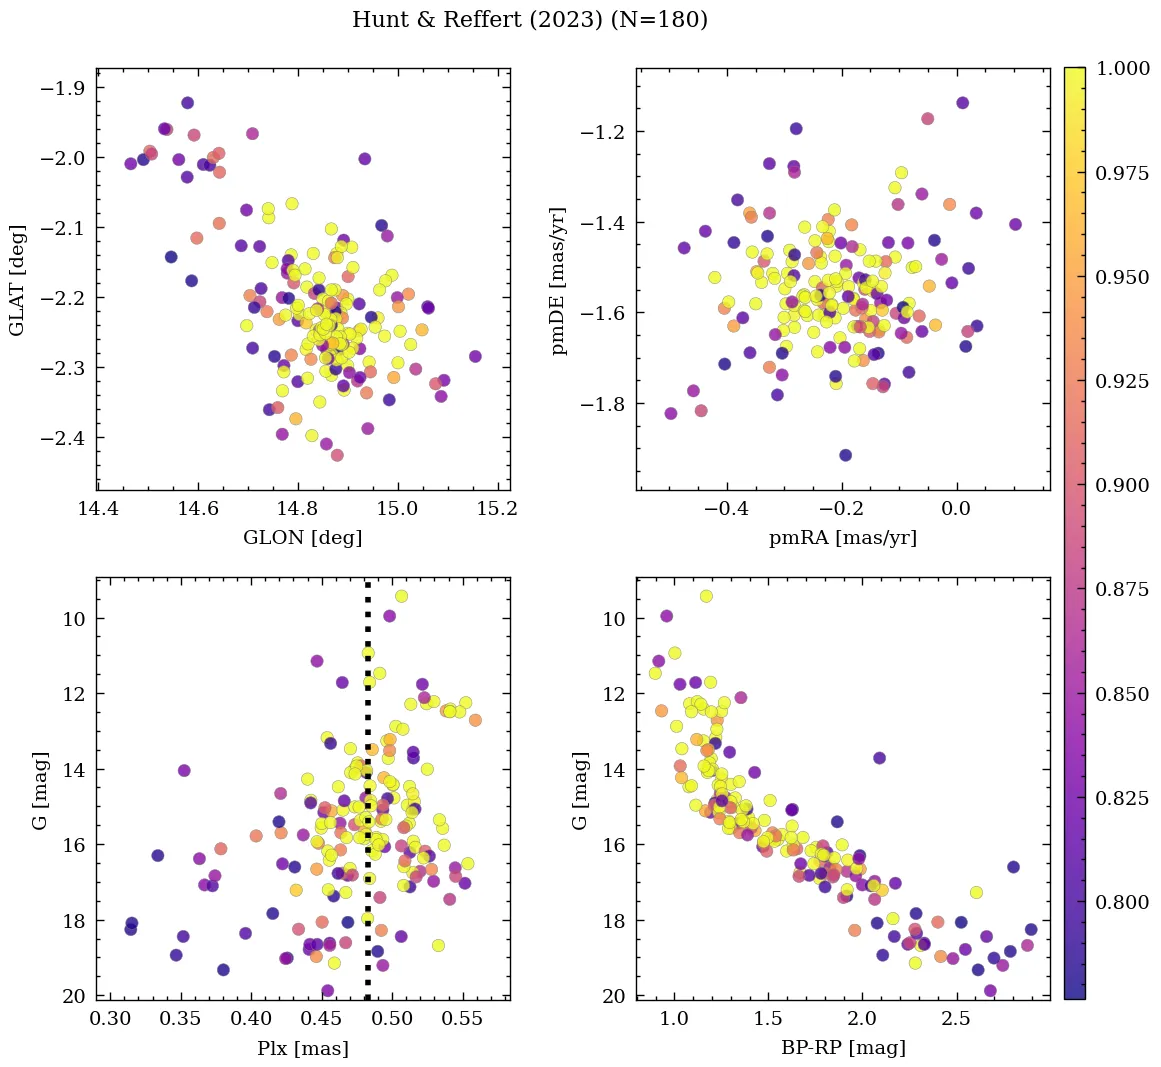 Hunt & Reffert (2023) (N=180)
−1.9
−2.0
−2.1
−2.2
−2.3
−2.4
GLAT [deg]
14.4 14.6 14.8 15.0 15.2
GLON [deg]
−1.2
−1.4
−1.6
−1.8
pmDE [mas/yr]
−0.4 −0.2 0.0
pmRA [mas/yr]
10
12
14
16
18
20
G [mag]
0.30 0.35 0.40 0.45 0.50 0.55
Plx [mas]
10
12
14
16
18
20
G [mag]
1.0 1.5 2.0 2.5
BP-RP [mag]
1.000
0.975
0.950
0.925
0.900
0.875
0.850
0.825
0.800